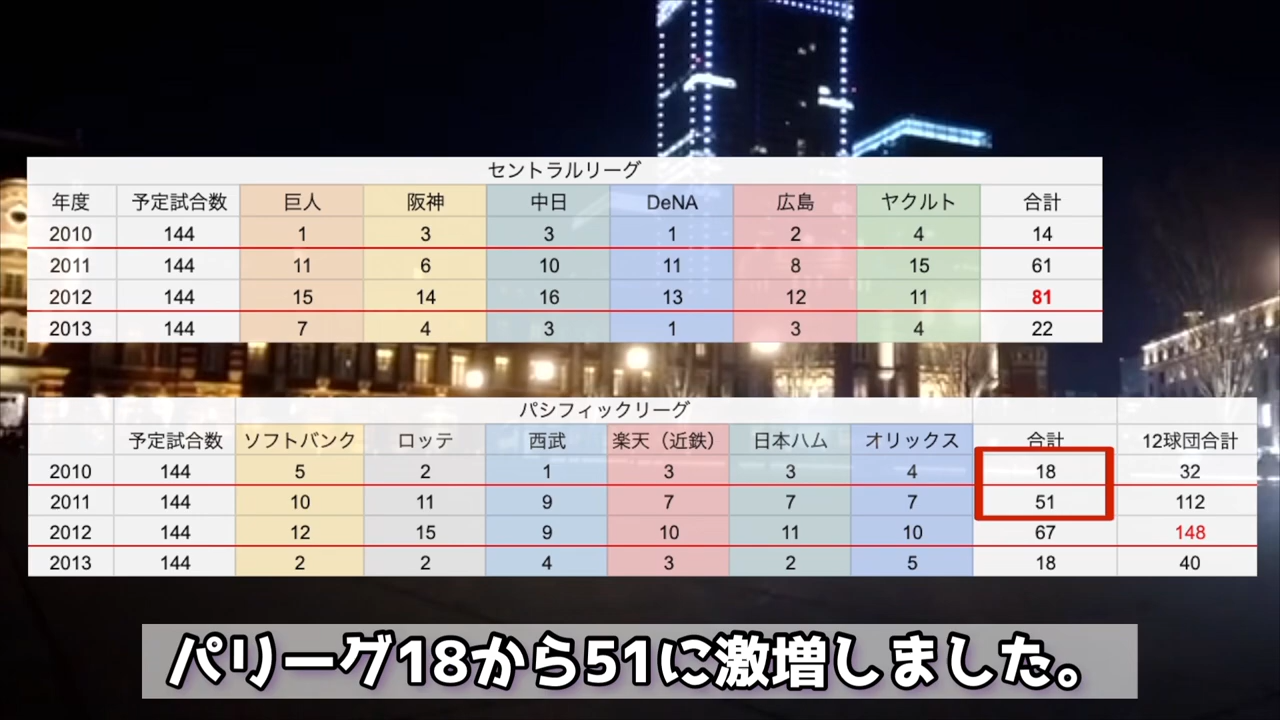 セントラルリーグ
年度 予定試合数 巨人 阪神 中日 DeNA 広島 ヤクルト 合計
2010 144 1 3 3 1 2 4 14
2011 144 11 6 10 11 8 15 61
2012 144 15 14 16 13 12 11 81
2013 144 7 4 3 1 3 4 22
パシフィックリーグ
予定試合数 ソフトバンク ロッテ 西武 楽天（近鉄） 日本ハム オリックス 合計 12球団合計
2010 144 5 2 1 3 3 4 18 32
2011 144 10 11 9 7 7 7 51 112
2012 144 12 15 9 10 11 10 67 148
2013 144 2 2 4 3 2 5 18 40
パリーグ18から51に激増しました。